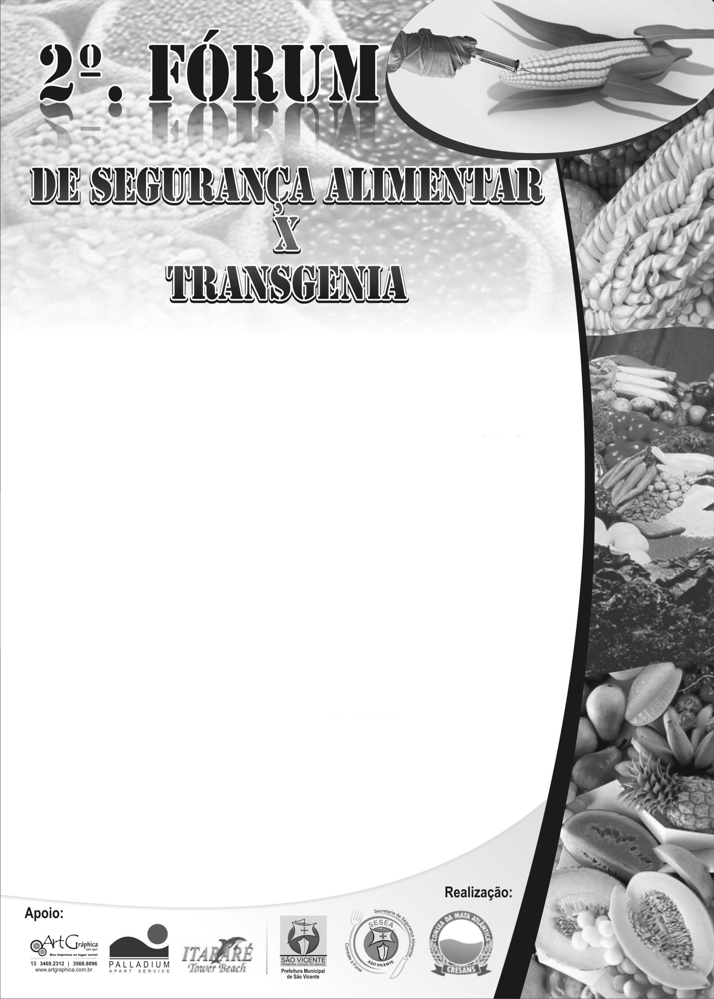 2º. FÓRUM
DE SEGURANÇA ALIMENTAR
X
TRANSGENIA
Realização:
Apoio:
ArtGráphica
OFF SET
Seu impresso no lugar certo!
13 3469.2312 | 3568.8096
www.artgraphica.com.br
PALLADIUM
APART SERVICE
ITARARÉ
Tower Beach
SÃO VICENTE
PRIMEIRA CIDADE DO BRASIL
Prefeitura Municipal
de São Vicente
Secretaria de Segurança Alimentar
SESEA
SÃO VICENTE
Combate à Fome
CONSEA DA MATA ATLÂNTICA
CRESANS